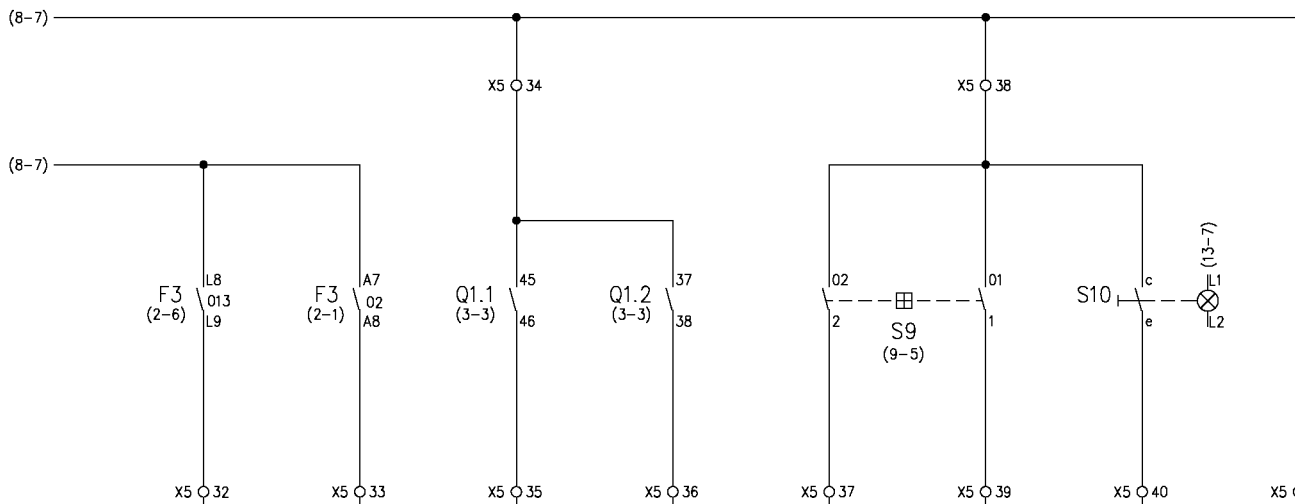 (8-7)
X5 34
X5 38
(8-7)
(13-7)
L8
A7
45
37
02
01
c
L1
F3
013
F3
02
Q1.1
Q1.2
S10
(2-6)
(2-1)
(3-3)
(3-3)
L9
A8
46
38
2
1
e
L2
S9
(9-5)
X5 32
X5 33
X5 35
X5 36
X5 37
X5 39
X5 40
X5